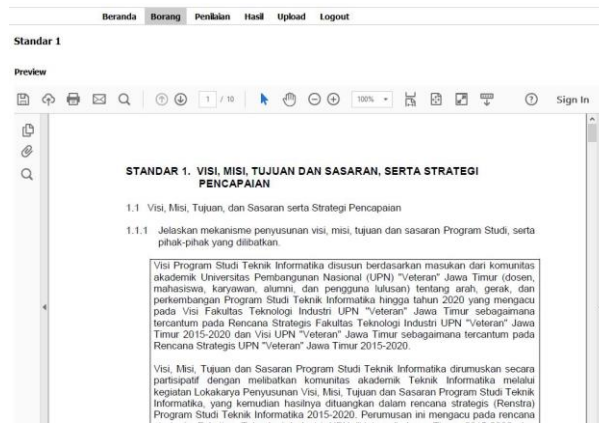 Beranda Borang Penilaian Hasil Upload Logout
Standar 1
Preview
1 / 10 100% Sign In
STANDAR 1. VISI, MISI, TUJUAN DAN SASARAN, SERTA STRATEGI
PENCAPAIAN
1.1 Visi, Misi, Tujuan, dan Sasaran serta Strategi Pencapaian
1.1.1 Jelaskan mekanisme penyusunan visi, misi, tujuan dan sasaran Program Studi, serta
pihak-pihak yang dilibatkan.
Visi Program Studi Teknik Informatika disusun berdasarkan masukan dari komunitas
akademik Universitas Pembangunan Nasional (UPN) "Veteran" Jawa Timur (dosen,
mahasiswa, karyawan, alumni, dan pengguna lulusan) tentang arah, gerak, dan
perkembangan Program Studi Teknik Informatika hingga tahun 2020 yang mengacu
pada Visi Fakultas Teknologi Industri UPN "Veteran" Jawa Timur sebagaimana
tercantum pada Rencana Strategis Fakultas Teknologi Industri UPN "Veteran" Jawa
Timur 2015-2020 dan Visi UPN "Veteran" Jawa Timur sebagaimana tercantum pada
Rencana Strategis UPN "Veteran" Jawa Timur 2015-2020.
Visi, Misi, Tujuan dan Sasaran Program Studi Teknik Informatika dirumuskan secara
partisipatif dengan melibatkan komunitas akademik Teknik Informatika melalui
kegiatan Lokakarya Penyusunan Visi, Misi, Tujuan dan Sasaran Program Studi Teknik
Informatika, yang kemudian hasilnya dituangkan dalam rencana strategis (Renstra)
Program Studi Teknik Informatika 2015-2020. Perumusan ini mengacu pada rencana